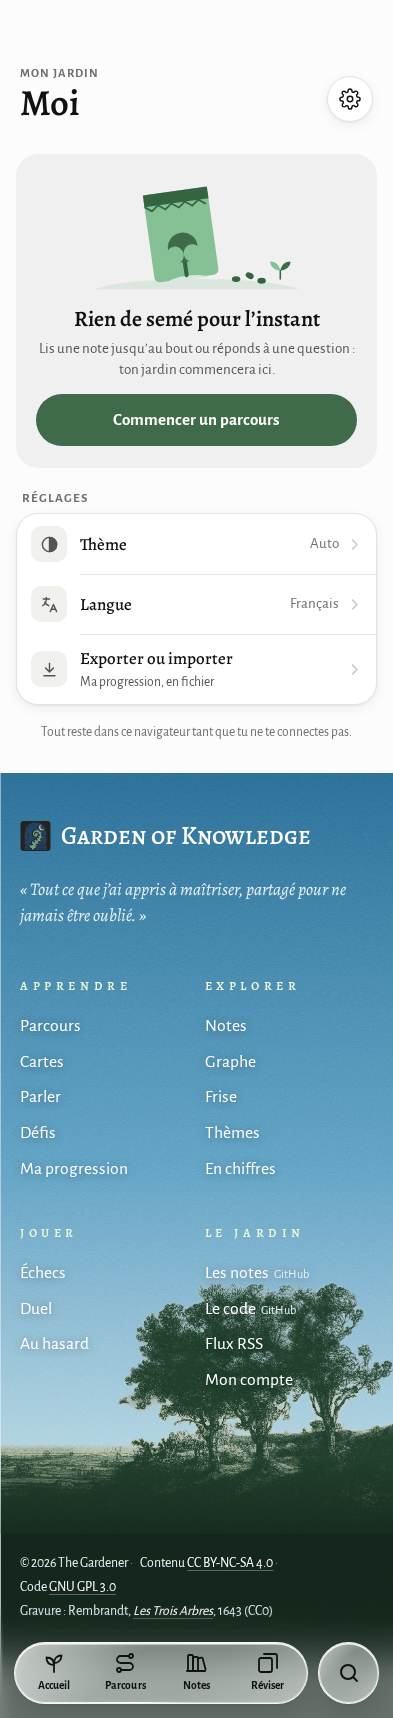 MON JARDIN
Moi
Rien de semé pour l’instant
Lis une note jusqu’au bout ou réponds à une question :
ton jardin commencera ici.
Commencer un parcours
RÉGLAGES
Thème Auto
Langue Français
Exporter ou importer
Ma progression, en fichier
Tout reste dans ce navigateur tant que tu ne te connectes pas.
Garden of Knowledge
« Tout ce que j’ai appris à maîtriser, partagé pour ne
jamais être oublié. »
APPRENDRE
Parcours
Cartes
Parler
Défis
Ma progression
EXPLORER
Notes
Graphe
Frise
Thèmes
En chiffres
JOUER
Échecs
Duel
Au hasard
LE JARDIN
Les notes GitHub
Le code GitHub
Flux RSS
Mon compte
© 2026 The Gardener · Contenu CC BY-NC-SA 4.0 ·
Code GNU GPL 3.0
Gravure : Rembrandt, Les Trois Arbres, 1643 (CC0)
Accueil Parcours Notes Réviser